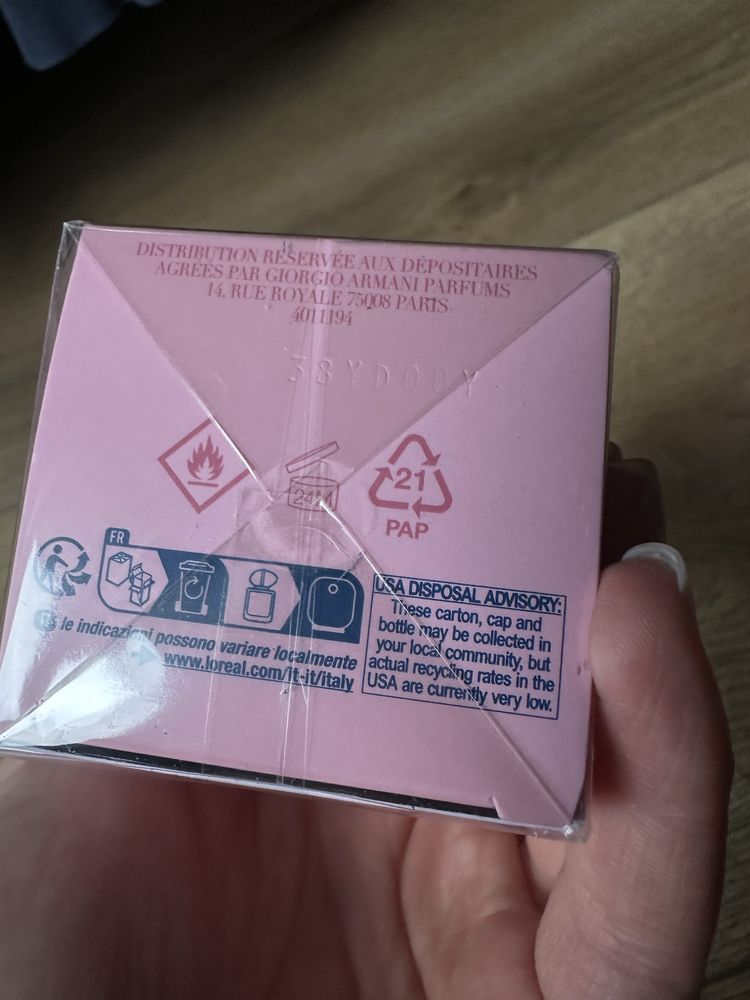 DISTRIBUTION RÉSERVÉE AUX DÉPOSITAIRES
AGRÉÉS PAR GIORGIO ARMANI PARFUMS
14, RUE ROYALE 75008 PARIS
4011194
38YD00Y
24M
21
PAP
FR
le indicazioni possono variare localmente
www.loreal.com/it-it/italy
USA DISPOSAL ADVISORY:
These carton, cap and
bottle may be collected in
your local community, but
actual recycling rates in the
USA are currently very low.